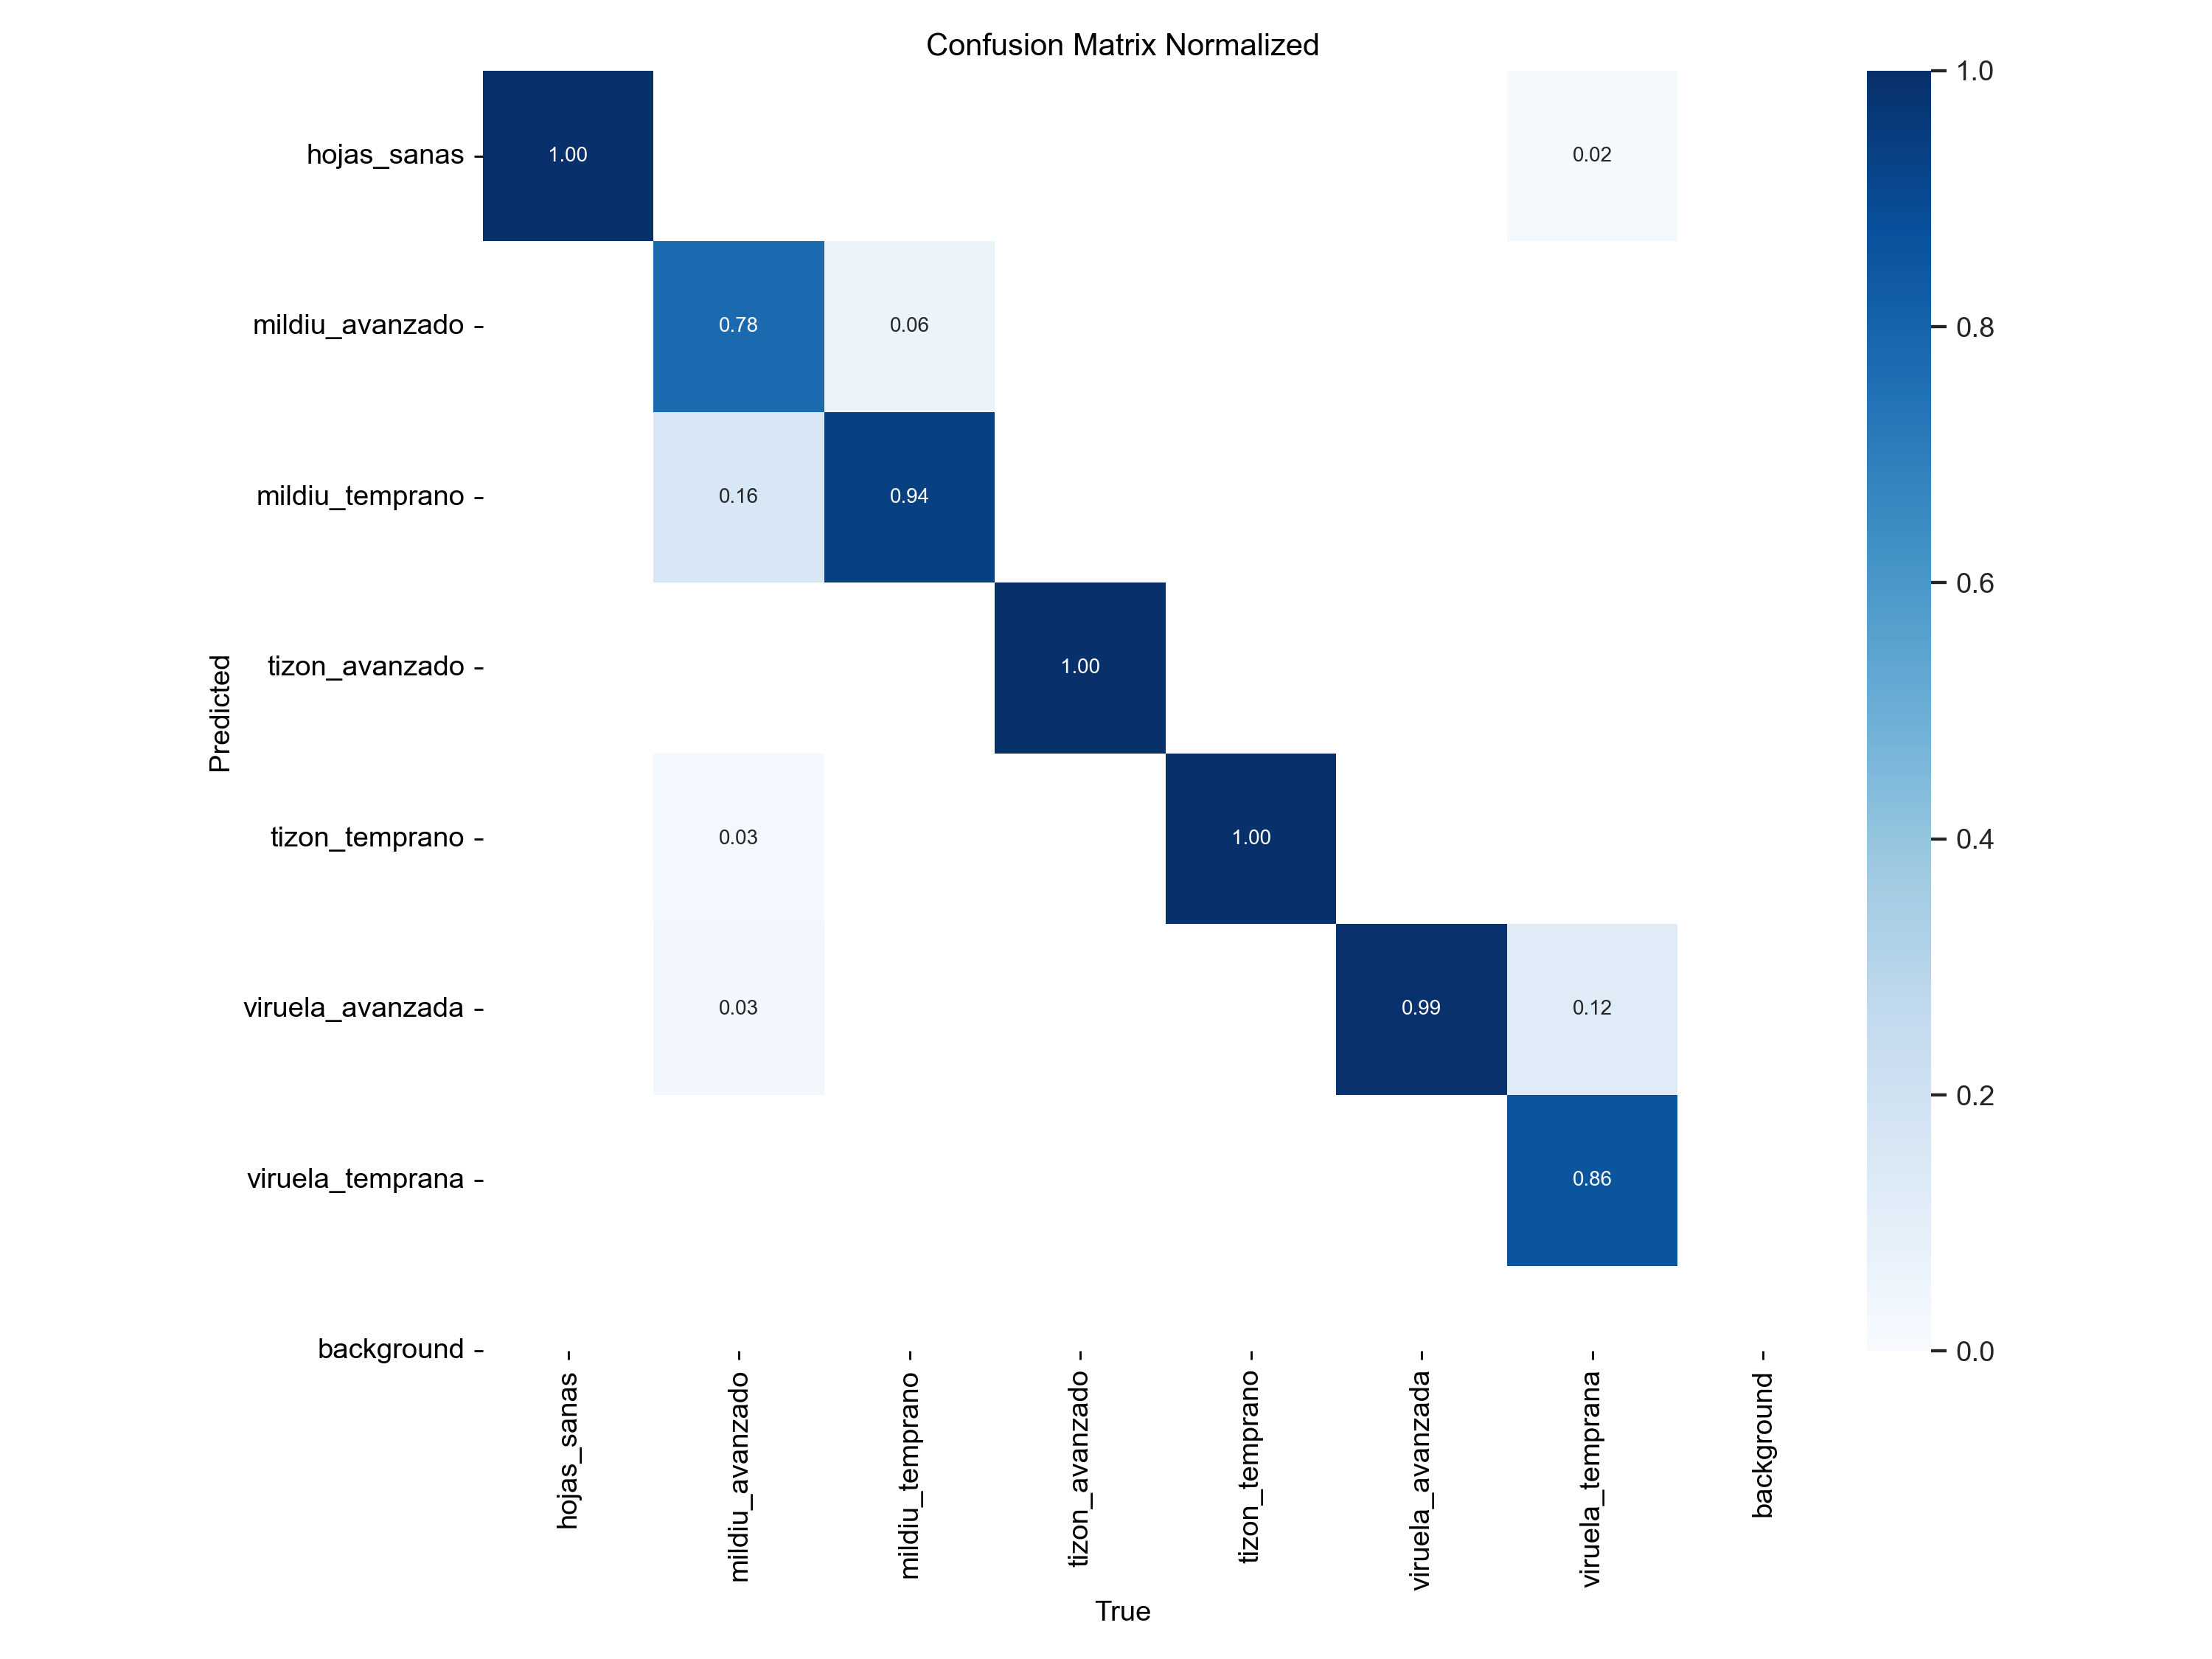 Confusion Matrix Normalized
hojas_sanas
1.00
0.02
mildiu_avanzado
0.78
0.06
mildiu_temprano
0.16
0.94
tizon_avanzado
1.00
tizon_temprano
0.03
1.00
viruela_avanzada
0.03
0.99
0.12
viruela_temprana
0.86
background
Predicted
hojas_sanas
mildiu_avanzado
mildiu_temprano
tizon_avanzado
tizon_temprano
viruela_avanzada
viruela_temprana
background
True
1.0
0.8
0.6
0.4
0.2
0.0